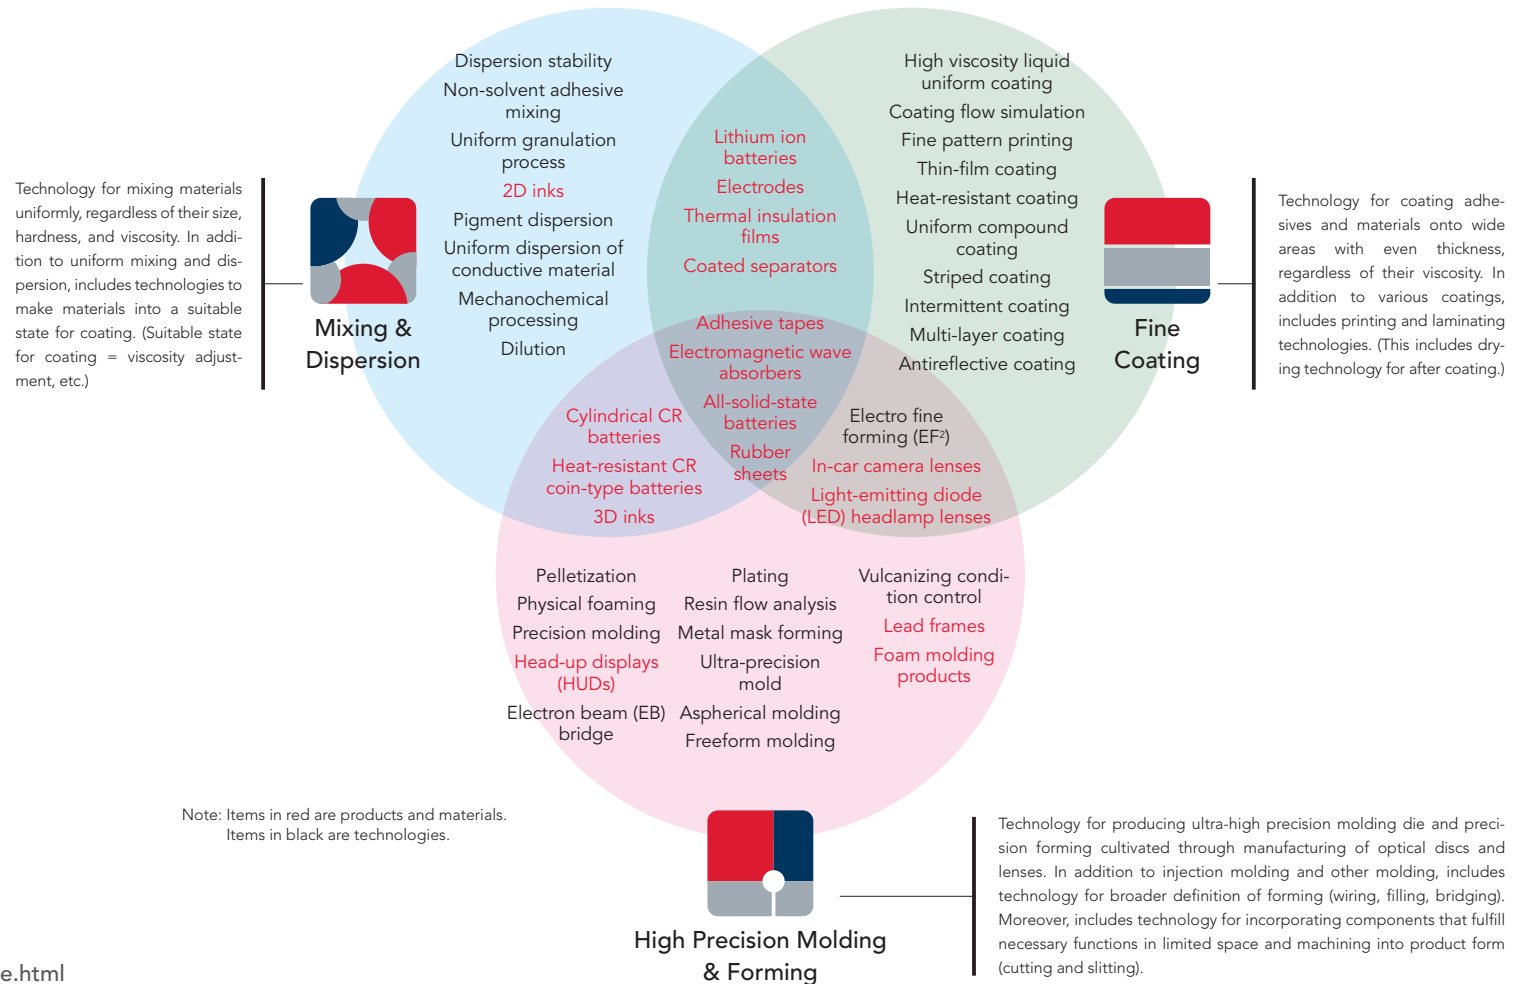 Technology for mixing materials
uniformly, regardless of their size,
hardness, and viscosity. In addi-
tion to uniform mixing and dis-
persion, includes technologies to
make materials into a suitable
state for coating. (Suitable state
for coating = viscosity adjust-
ment, etc.)
Mixing &
Dispersion
Dispersion stability
Non-solvent adhesive
mixing
Uniform granulation
process
2D inks
Pigment dispersion
Uniform dispersion of
conductive material
Mechanochemical
processing
Dilution
Lithium ion
batteries
Electrodes
Thermal insulation
films
Coated separators
Adhesive tapes
Electromagnetic wave
absorbers
All-solid-state
batteries
Rubber
sheets
High viscosity liquid
uniform coating
Coating flow simulation
Fine pattern printing
Thin-film coating
Heat-resistant coating
Uniform compound
coating
Striped coating
Intermittent coating
Multi-layer coating
Antireflective coating
Fine
Coating
Technology for coating adhe-
sives and materials onto wide
areas with even thickness,
regardless of their viscosity. In
addition to various coatings,
includes printing and laminating
technologies. (This includes dry-
ing technology for after coating.)
Cylindrical CR
batteries
Heat-resistant CR
coin-type batteries
3D inks
Electro fine
forming (EF²)
In-car camera lenses
Light-emitting diode
(LED) headlamp lenses
Pelletization
Physical foaming
Precision molding
Head-up displays
(HUDs)
Electron beam (EB)
bridge
Plating
Resin flow analysis
Metal mask forming
Ultra-precision
mold
Aspherical molding
Freeform molding
Vulcanizing condi-
tion control
Lead frames
Foam molding
products
Note: Items in red are products and materials.
Items in black are technologies.
High Precision Molding
& Forming
Technology for producing ultra-high precision molding die and preci-
sion forming cultivated through manufacturing of optical discs and
lenses. In addition to injection molding and other molding, includes
technology for broader definition of forming (wiring, filling, bridging).
Moreover, includes technology for incorporating components that fulfill
necessary functions in limited space and machining into product form
(cutting and slitting).
e.html